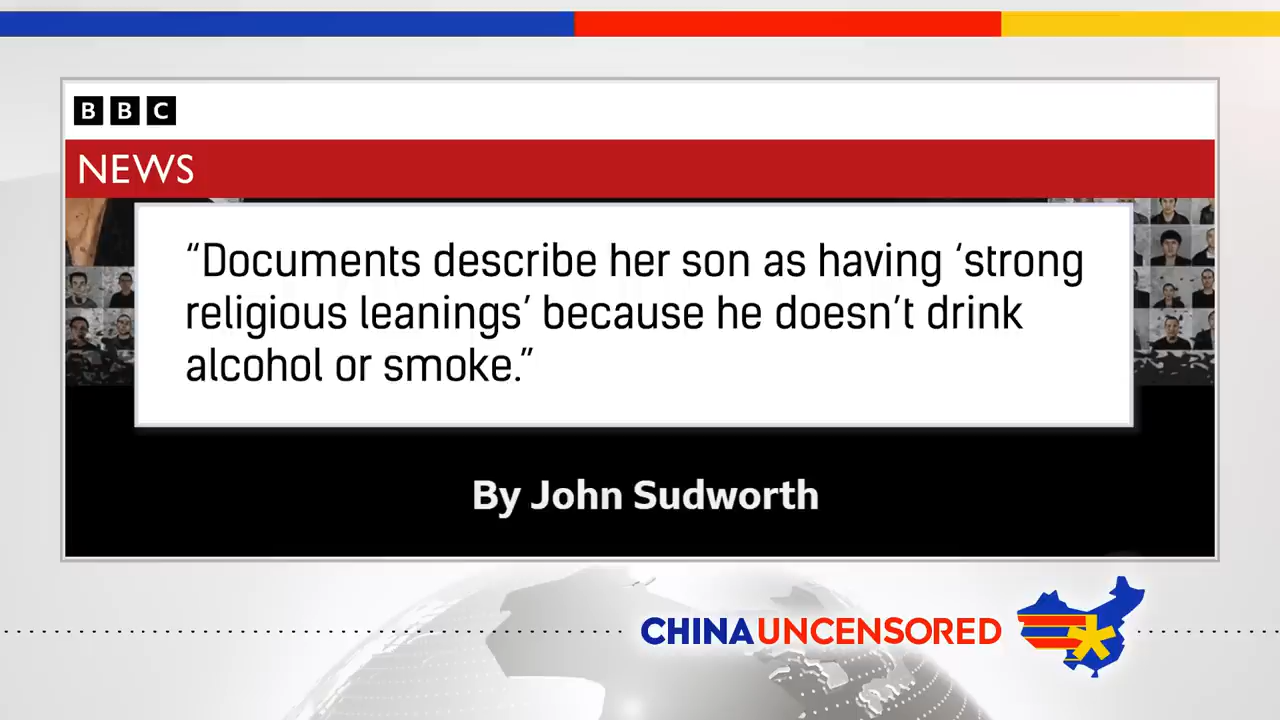 BBC
NEWS
“Documents describe her son as having ‘strong
religious leanings’ because he doesn’t drink
alcohol or smoke.”
By John Sudworth
CHINAUNCENSORED